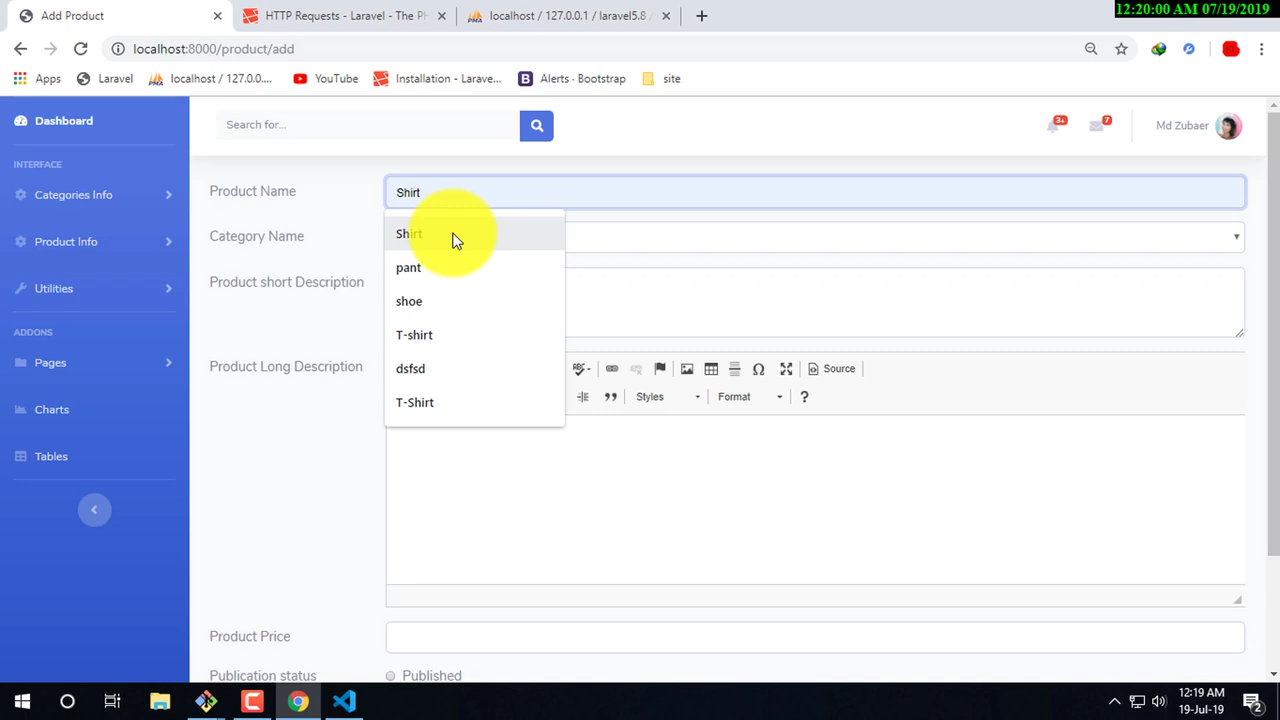 12:20:00 AM 07/19/2019
Add Product
HTTP Requests - Laravel - The P
localhost / 127.0.0.1 / laravel5.8
localhost:8000/product/add
Apps
Laravel
localhost / 127.0.0....
YouTube
Installation - Larave...
Alerts · Bootstrap
site
Dashboard
Search for...
3+
7
Md Zubaer
INTERFACE
Categories Info
Product Info
Utilities
ADDONS
Pages
Charts
Tables
Product Name
Shirt
Shirt
pant
shoe
T-shirt
dsfsd
T-Shirt
Category Name
Product short Description
Product Long Description
Source
Styles
Format
?
Product Price
Publication status
Published
12:19 AM
19-Jul-19
2